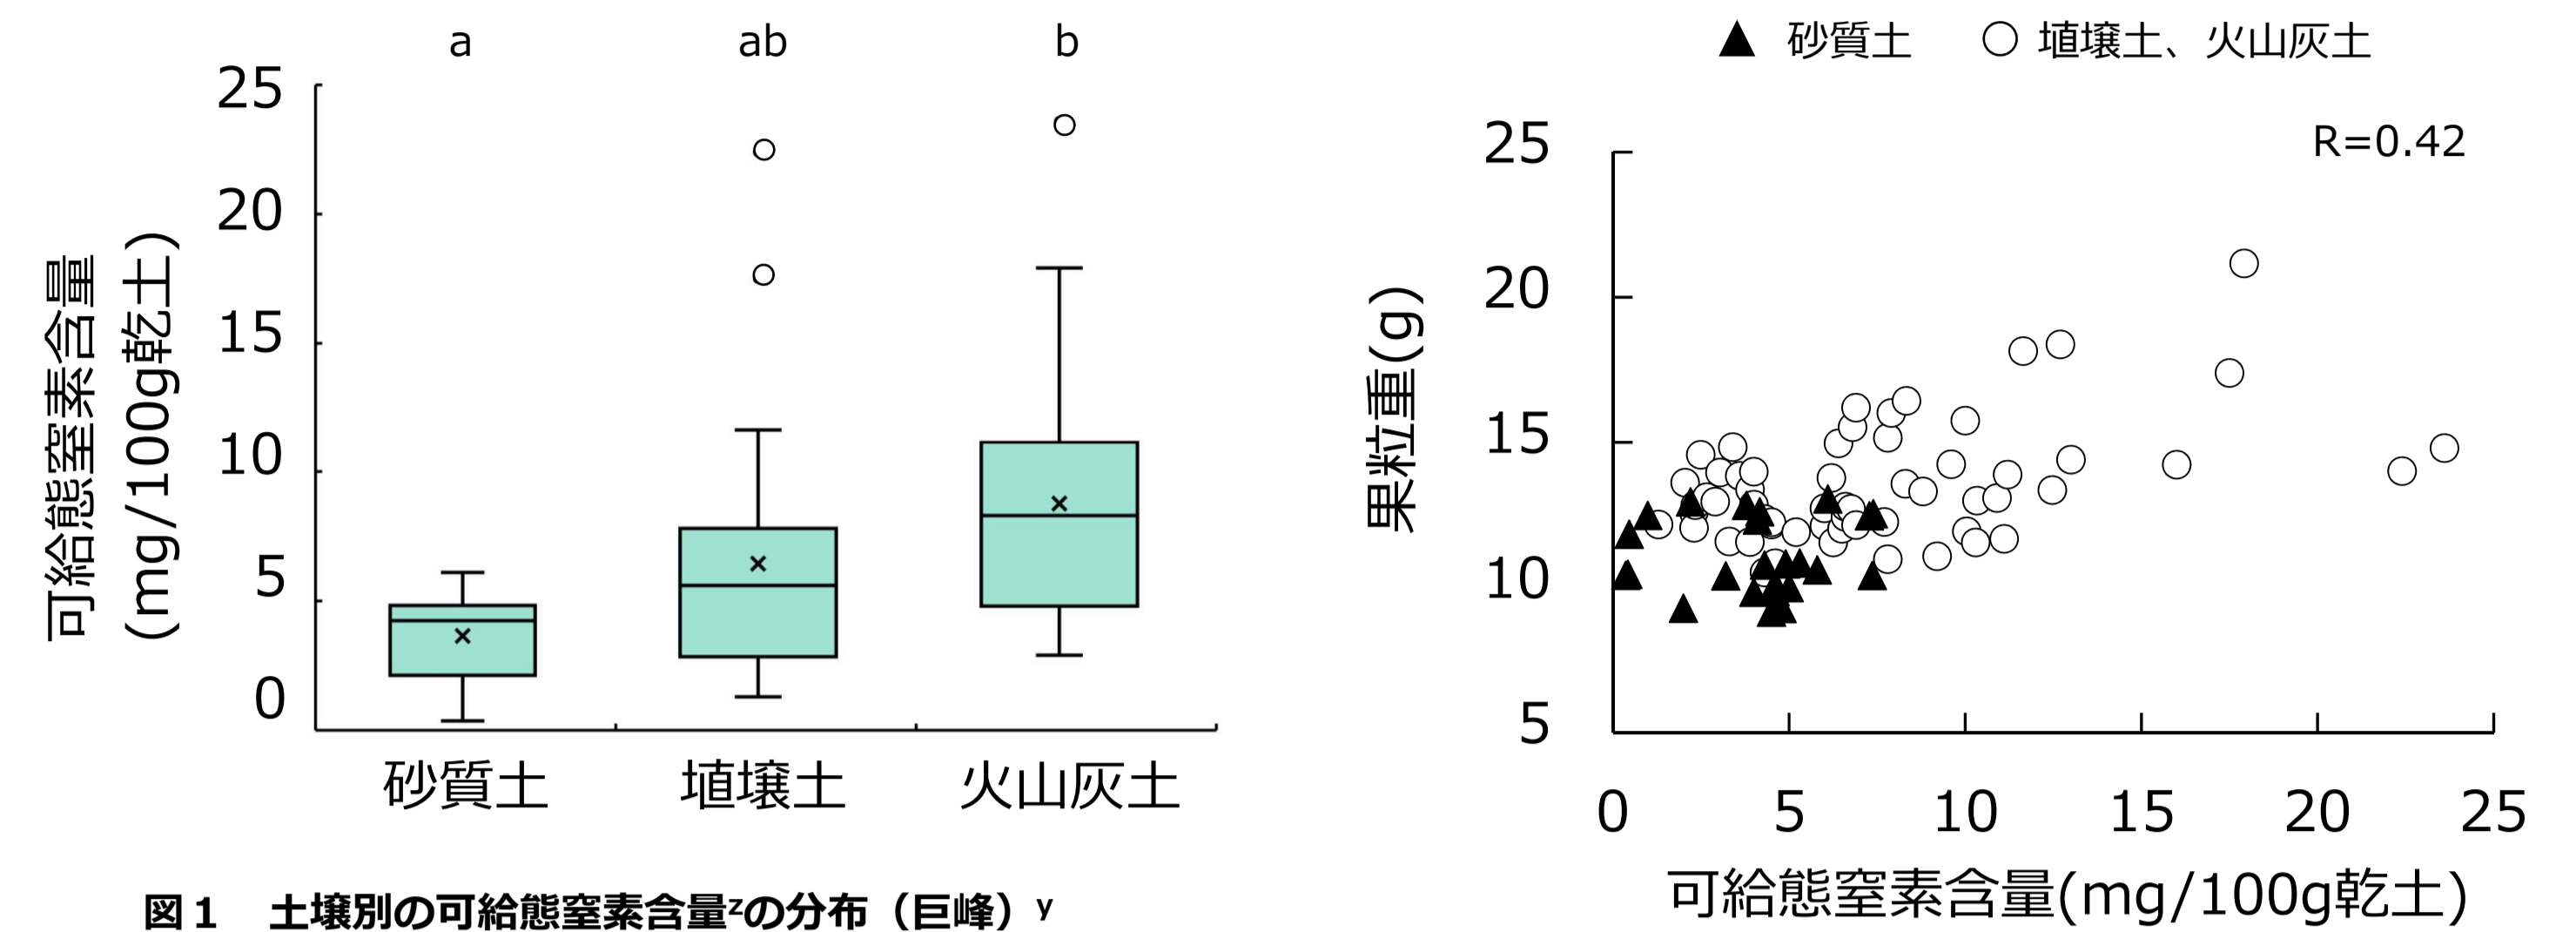 a ab b
25
20
15
10
5
0
可給態窒素含量
(mg/100g乾土)
砂質土 埴壌土 火山灰土
図1 土壌別の可給態窒素含量zの分布（巨峰）y
▲ 砂質土 ○ 埴壌土、火山灰土
R=0.42
25
20
15
10
5
果粒重(g)
0 5 10 15 20 25
可給態窒素含量(mg/100g乾土)